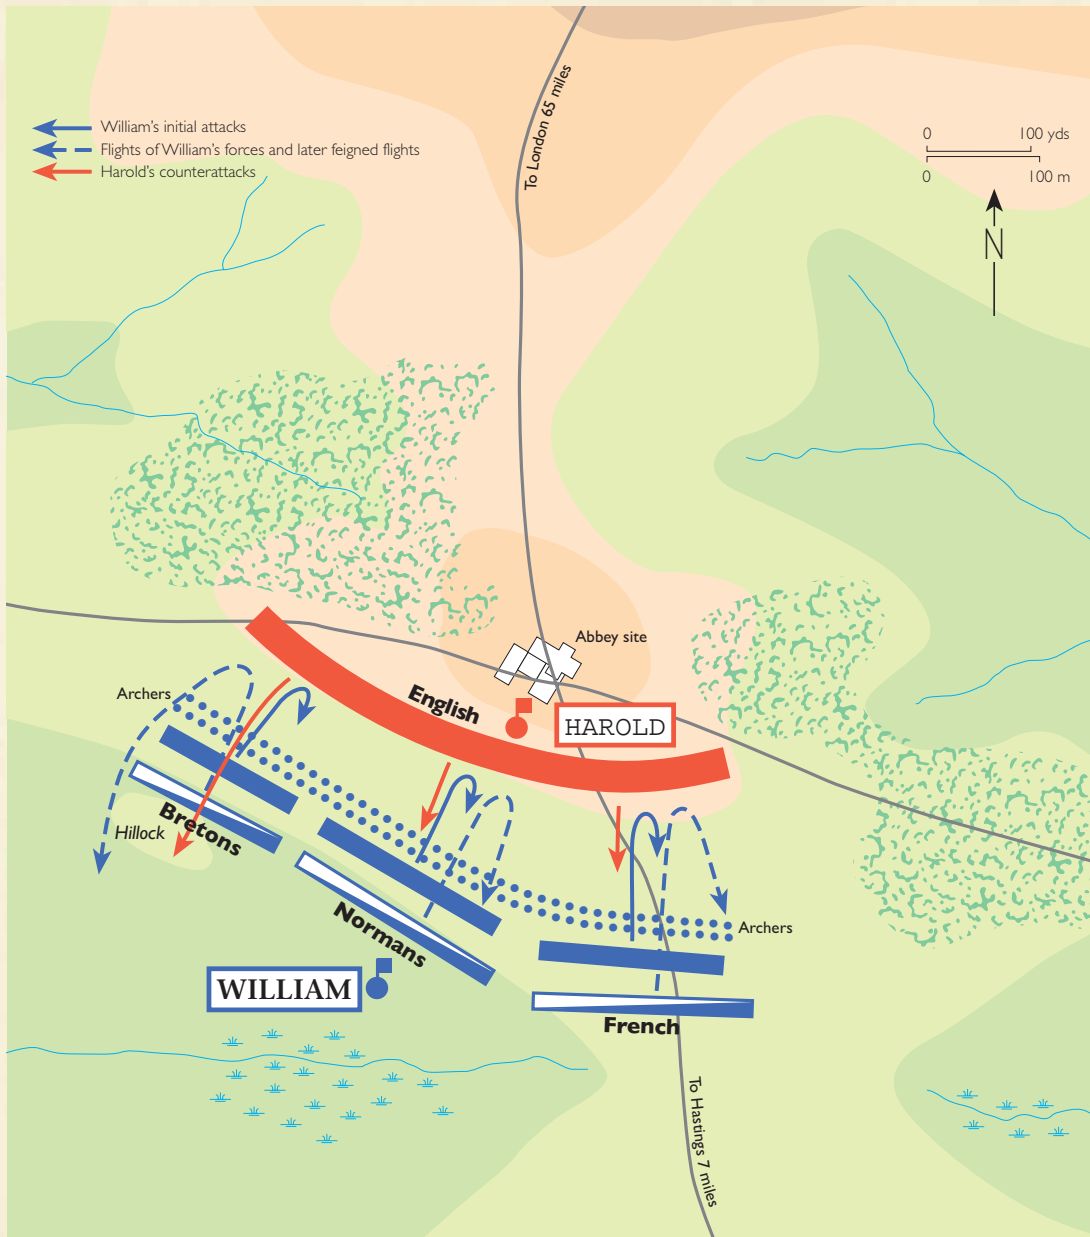 To London 65 miles
William's initial attacks
Flights of William's forces and later feigned flights
Harold's counterattacks
0 100 yds
0 100 m
N
Abbey site
Archers
English
HAROLD
Hillock
Bretons
Normans
Archers
WILLIAM
French
To Hastings 7 miles